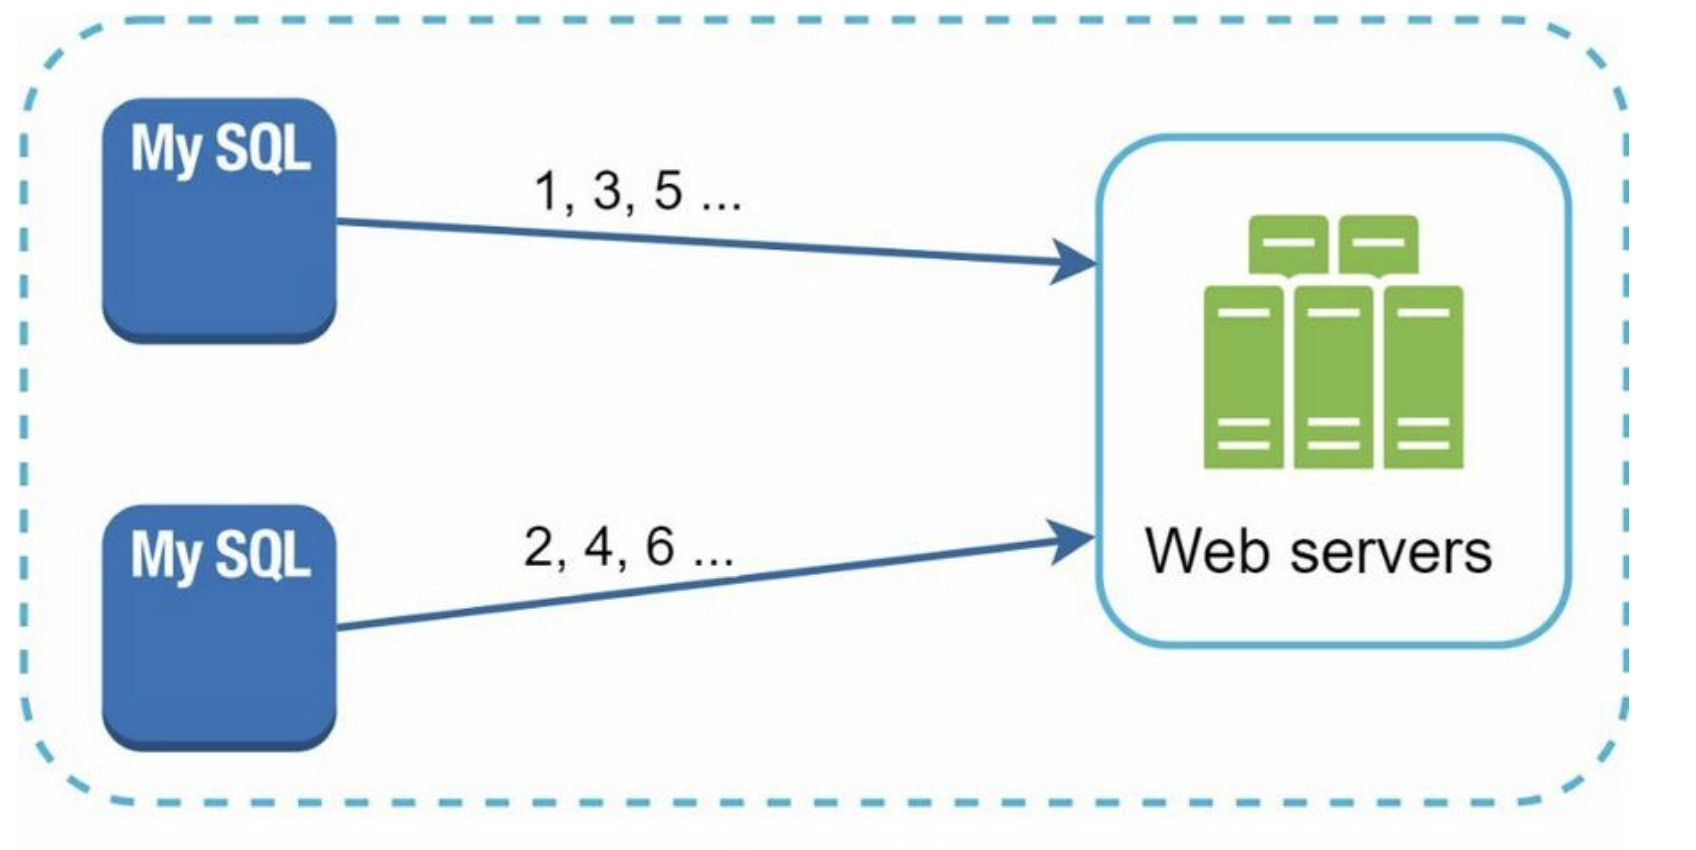 My SQL
1, 3, 5 ...
My SQL
2, 4, 6 ...
Web servers